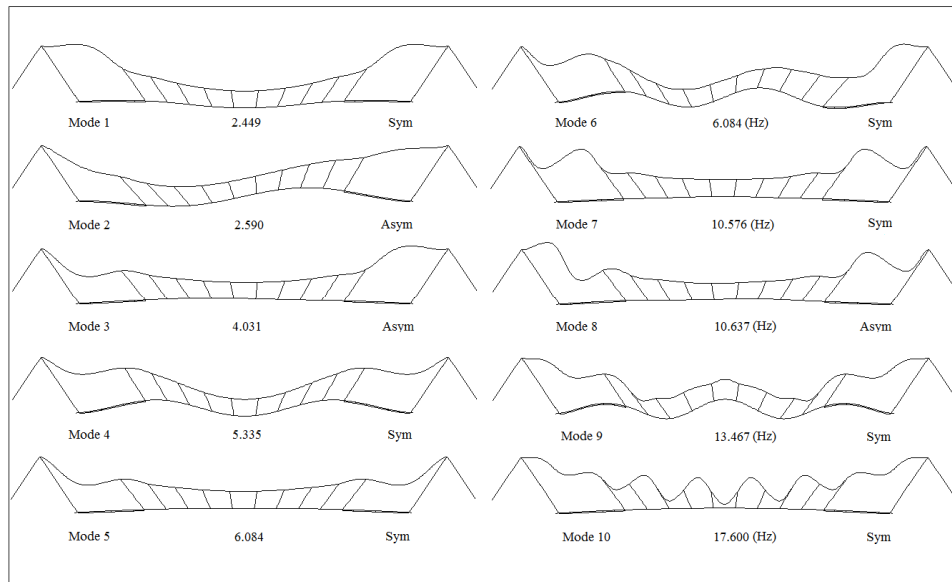 Mode 1 2.449 Sym
Mode 2 2.590 Asym
Mode 3 4.031 Asym
Mode 4 5.335 Sym
Mode 5 6.084 Sym
Mode 6 6.084 (Hz) Sym
Mode 7 10.576 (Hz) Sym
Mode 8 10.637 (Hz) Asym
Mode 9 13.467 (Hz) Sym
Mode 10 17.600 (Hz) Sym